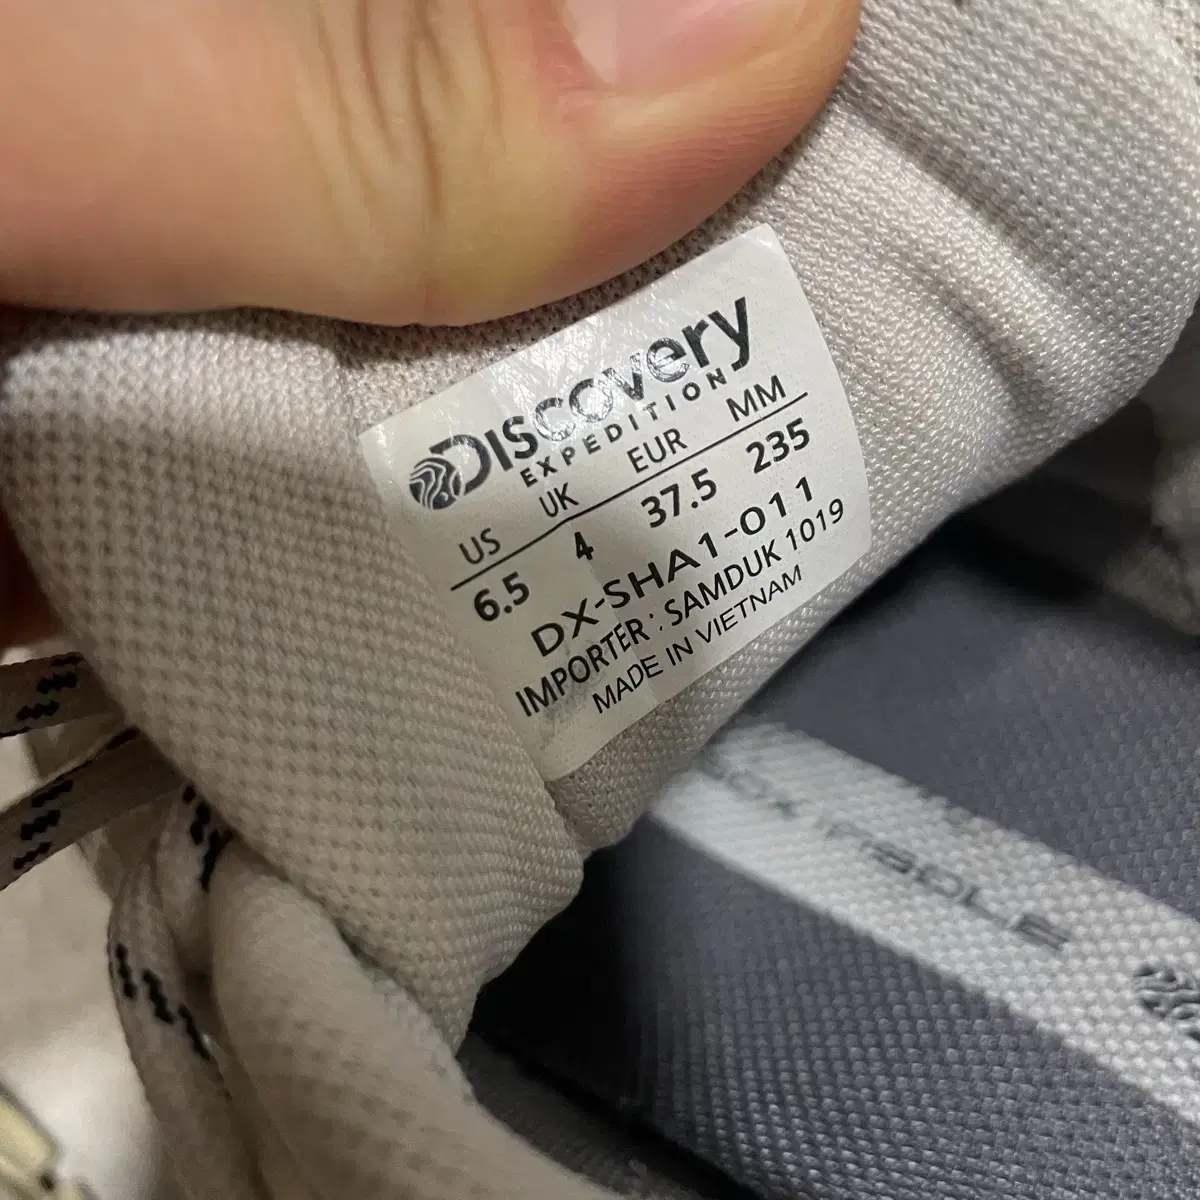 DISCOVERY
EXPEDITION
US UK EUR MM
6.5 4 37.5 235
DX-SHA1-011
IMPORTER : SAMDUK 1019
MADE IN VIETNAM